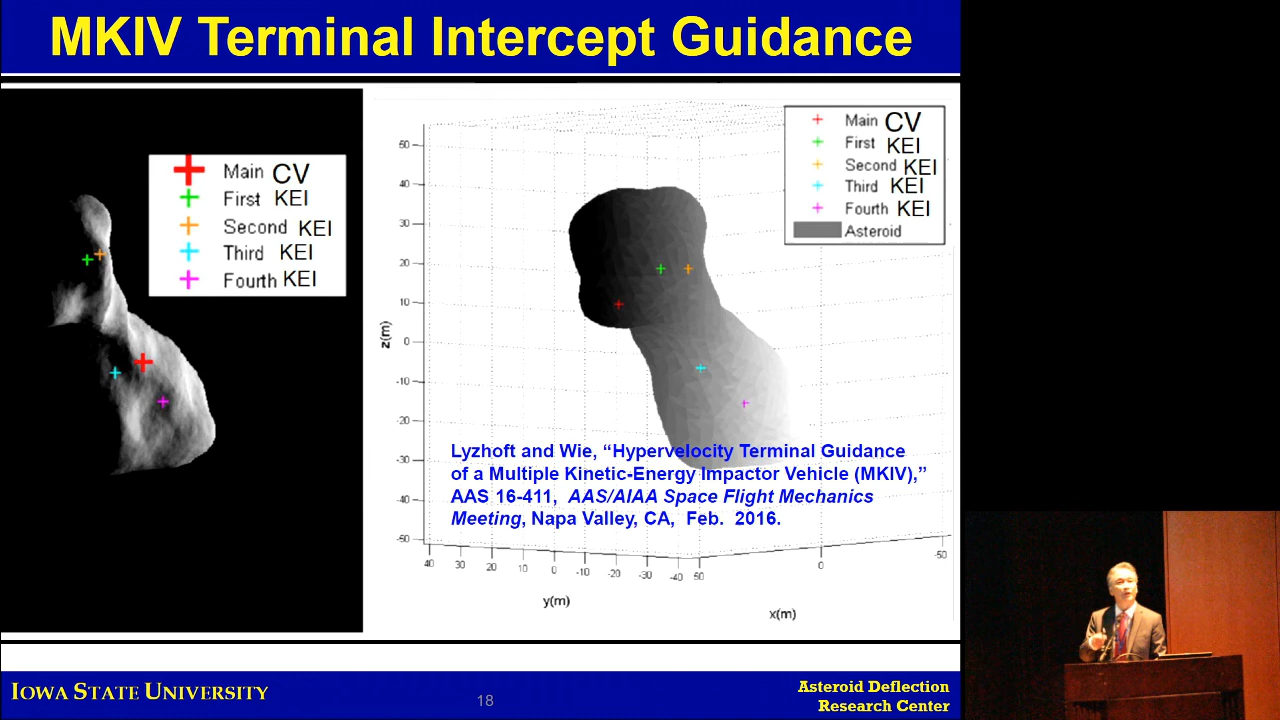 MKIV Terminal Intercept Guidance
Main CV
First KEI
Second KEI
Third KEI
Fourth KEI
Main CV
First KEI
Second KEI
Third KEI
Fourth KEI
Asteroid
50
40
30
20
10
0
-10
-20
-30
-40
-50
z(m)
40 30 20 10 0 -10 -20 -30 -40 50 0 -50
y(m)
x(m)
Lyzhoft and Wie, “Hypervelocity Terminal Guidance
of a Multiple Kinetic-Energy Impactor Vehicle (MKIV),”
AAS 16-411, AAS/AIAA Space Flight Mechanics
Meeting, Napa Valley, CA, Feb. 2016.
IOWA STATE UNIVERSITY
18
Asteroid Deflection
Research Center